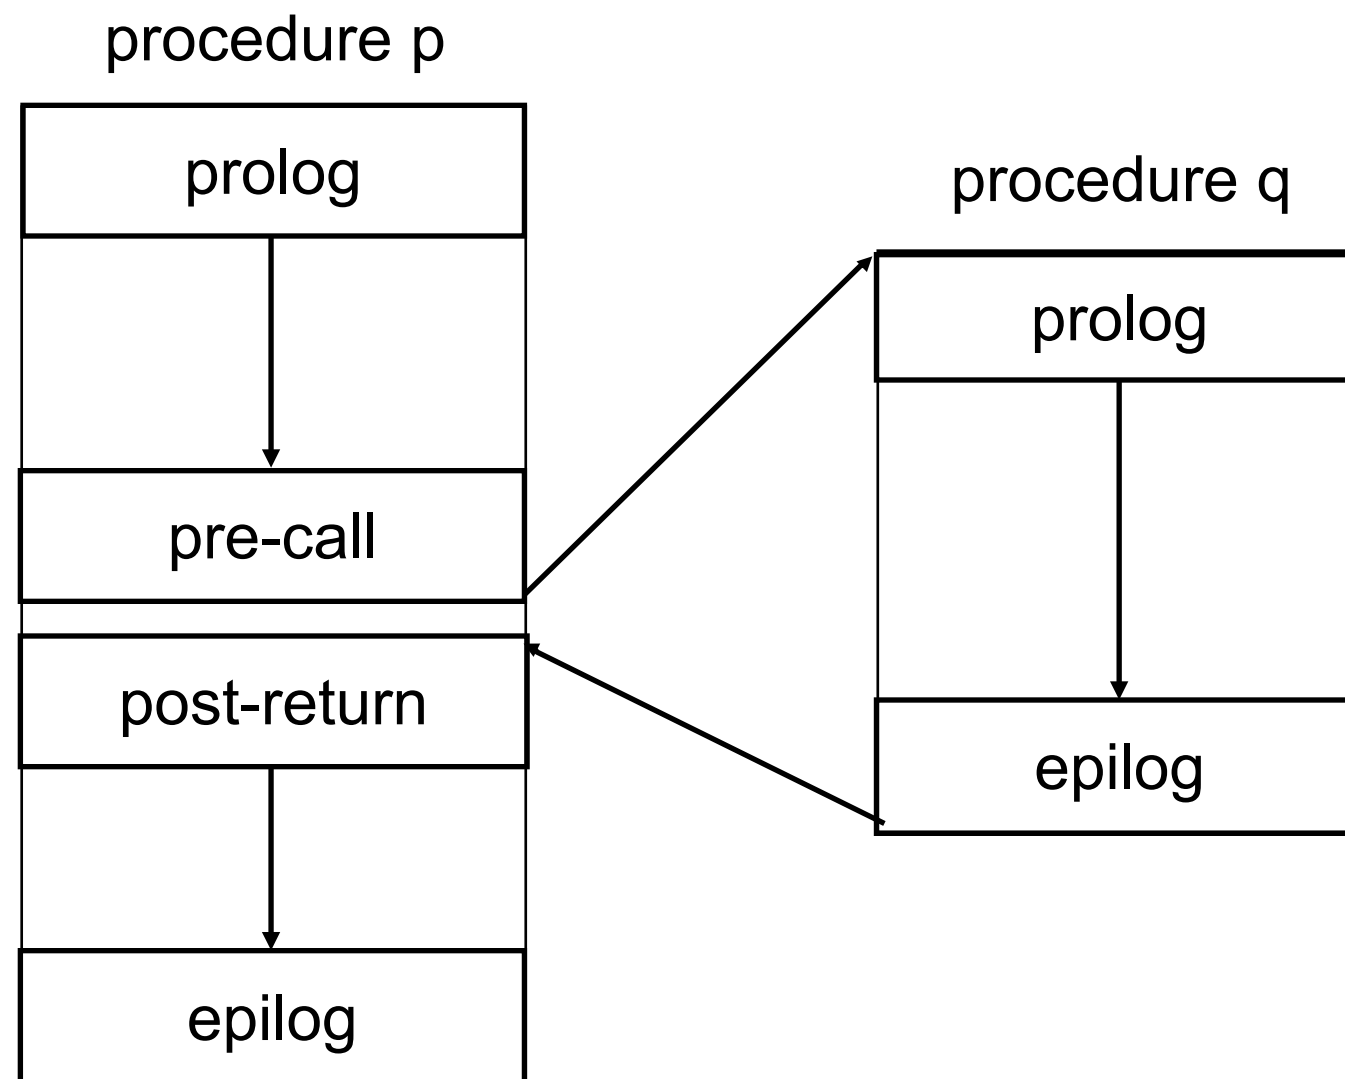 procedure p
prolog
pre-call
post-return
epilog
procedure q
prolog
epilog